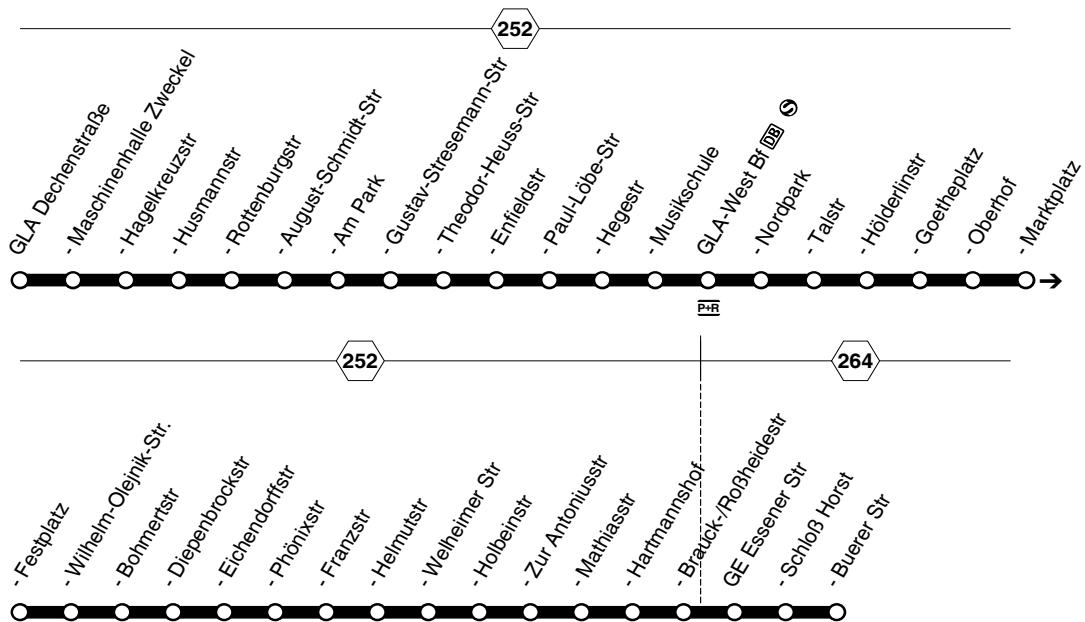 252
GLA Dechenstraße
- Maschinenhalle Zweckel
- Hagelkreuzstr
- Husmannstr
- Rottenburgstr
- August-Schmidt-Str
- Am Park
- Gustav-Stresemann-Str
- Theodor-Heuss-Str
- Enfieldstr
- Paul-Löbe-Str
- Hegestr
- Musikschule
GLA-West Bf DB S
- Nordpark
- Talstr
- Hölderlinstr
- Goetheplatz
- Oberhof
- Marktplatz
P+R
252
264
- Festplatz
- Wilhelm-Olejnik-Str.
- Bohmertstr
- Diepenbrockstr
- Eichendorffstr
- Phönixstr
- Franzstr
- Helmutstr
- Welheimer Str
- Holbeinstr
- Zur Antoniusstr
- Mathiasstr
- Hartmannshof
- Brauck-/Roßheidestr
GE Essener Str
- Schloß Horst
- Buerer Str